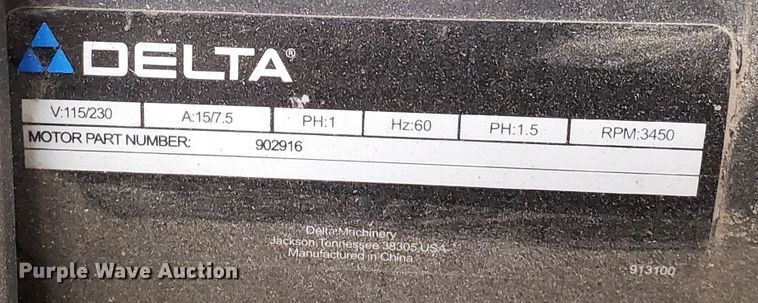 DELTA®
V:115/230 A:15/7.5 PH:1 Hz:60 PH:1.5 RPM:3450
MOTOR PART NUMBER: 902916
Delta Machinery
Jackson, Tennessee 38305, USA
Manufactured in China
913100
Purple Wave Auction